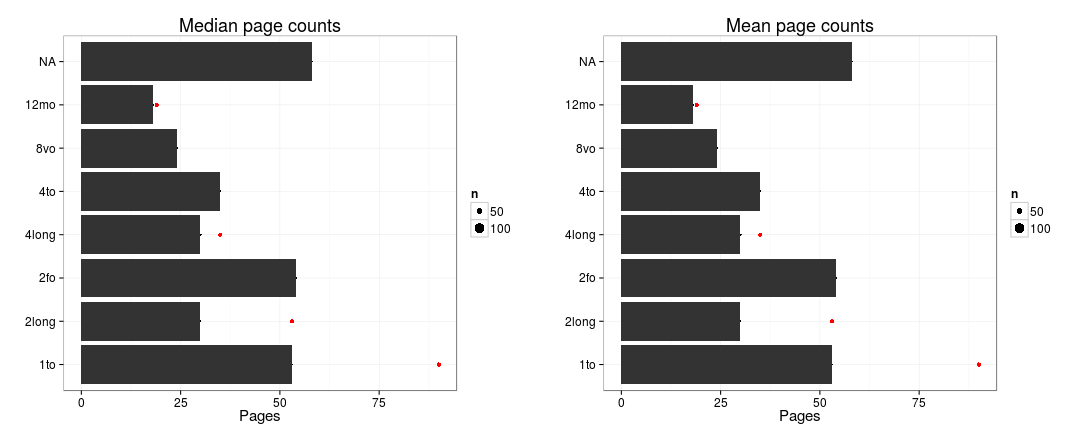 Median page counts
NA
12mo
8vo
4to
4long
2fo
2long
1to
0 25 50 75
Pages
n
50
100
Mean page counts
NA
12mo
8vo
4to
4long
2fo
2long
1to
0 25 50 75
Pages
n
50
100